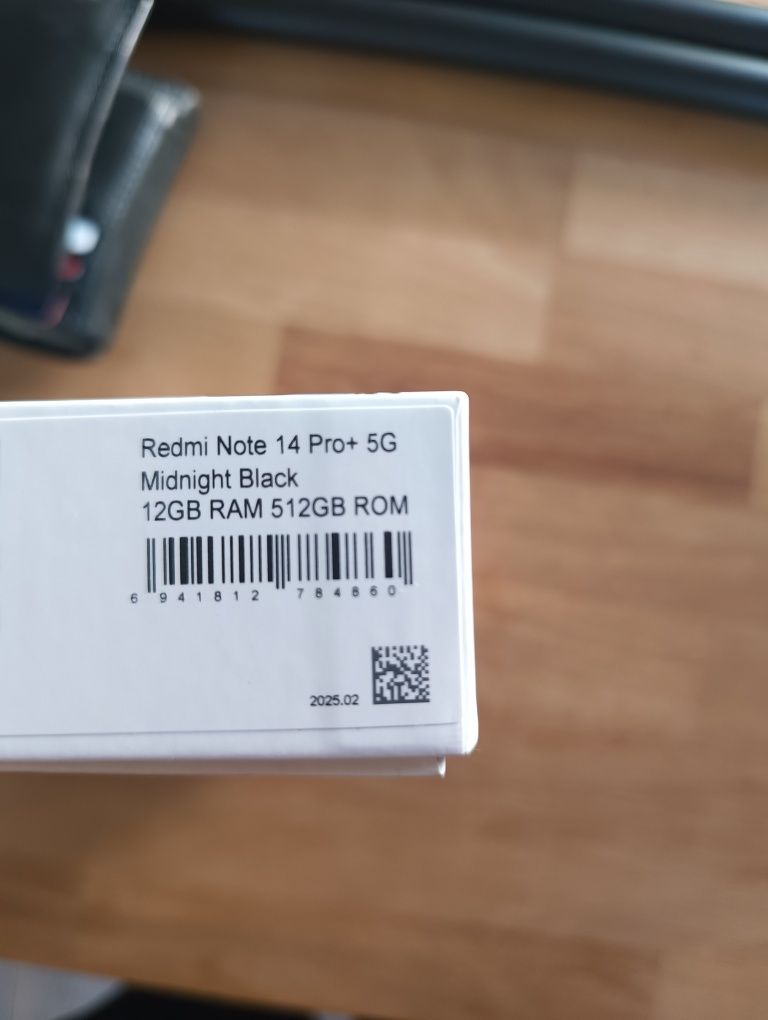 Redmi Note 14 Pro+ 5G
Midnight Black
12GB RAM 512GB ROM
6 941812 784860
2025.02